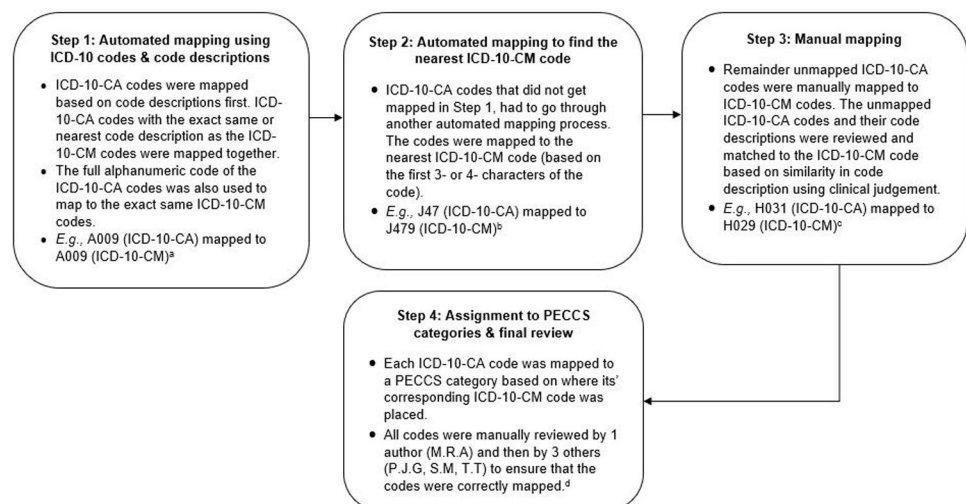 Step 1: Automated mapping using
ICD-10 codes & code descriptions
• ICD-10-CA codes were mapped
based on code descriptions first. ICD-
10-CA codes with the exact same or
nearest code description as the ICD-
10-CM codes were mapped together.
• The full alphanumeric code of
the ICD-10-CA codes was also used to
map to the exact same ICD-10-CM
codes.
• E.g., A009 (ICD-10-CA) mapped to
A009 (ICD-10-CM)ᵃ
Step 2: Automated mapping to find the
nearest ICD-10-CM code
• ICD-10-CA codes that did not get
mapped in Step 1, had to go through
another automated mapping process.
The codes were mapped to the
nearest ICD-10-CM code (based on
the first 3- or 4- characters of the
code).
• E.g., J47 (ICD-10-CA) mapped to
J479 (ICD-10-CM)ᵇ
Step 3: Manual mapping
• Remainder unmapped ICD-10-CA
codes were manually mapped to
ICD-10-CM codes. The unmapped
ICD-10-CA codes and their code
descriptions were reviewed and
matched to the ICD-10-CM code
based on similarity in code
description using clinical judgement.
• E.g., H031 (ICD-10-CA) mapped to
H029 (ICD-10-CM)ᶜ
Step 4: Assignment to PECCS
categories & final review
• Each ICD-10-CA code was mapped to
a PECCS category based on where its'
corresponding ICD-10-CM code was
placed.
• All codes were manually reviewed by 1
author (M.R.A) and then by 3 others
(P.J.G, S.M, T.T) to ensure that the
codes were correctly mapped.ᵈ